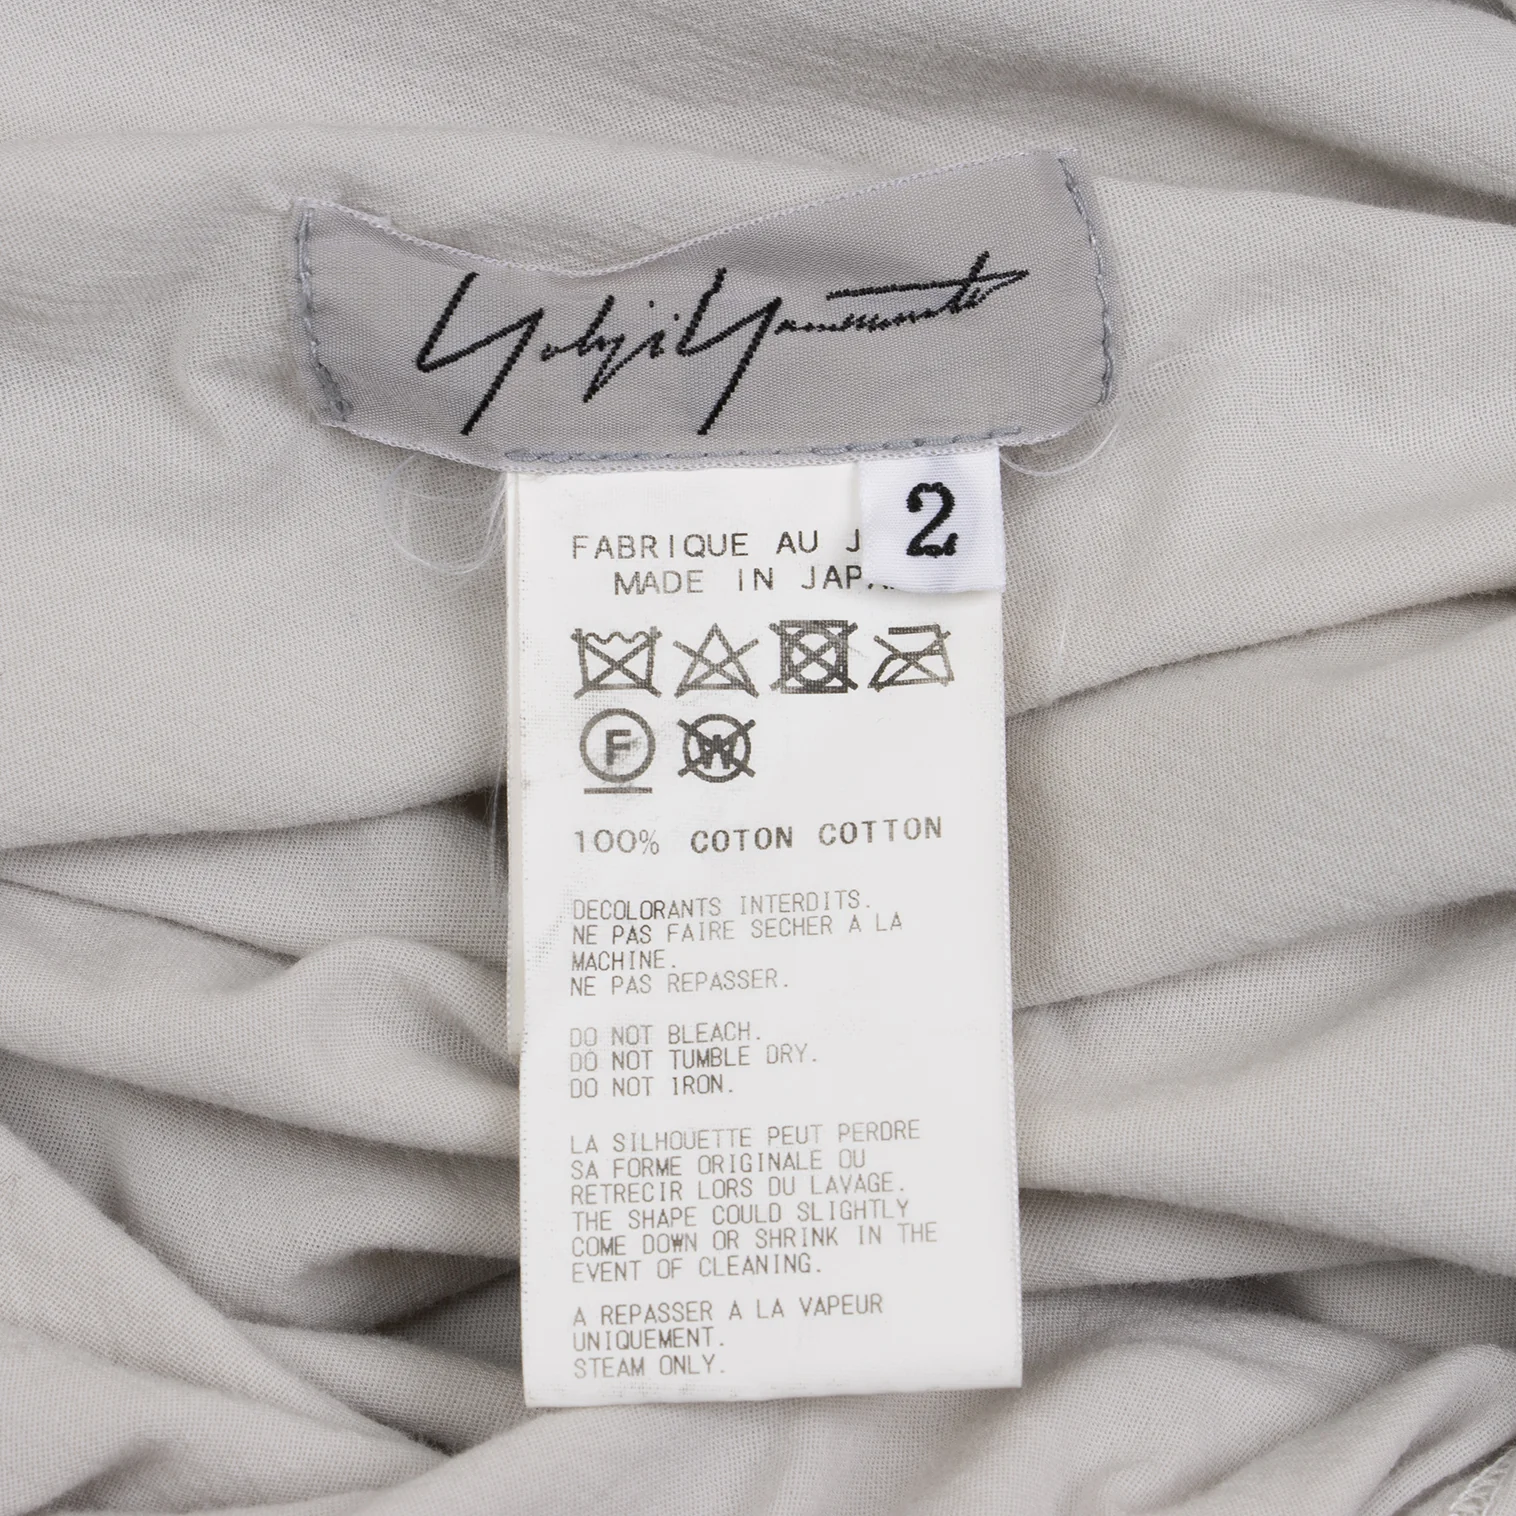 Yohji Yamamoto
2
FABRIQUE AU J
MADE IN JAPA
F
W
100% COTON COTTON
DECOLORANTS INTERDITS.
NE PAS FAIRE SECHER A LA
MACHINE.
NE PAS REPASSER.
DO NOT BLEACH.
DO NOT TUMBLE DRY.
DO NOT IRON.
LA SILHOUETTE PEUT PERDRE
SA FORME ORIGINALE OU
RETRECIR LORS DU LAVAGE.
THE SHAPE COULD SLIGHTLY
COME DOWN OR SHRINK IN THE
EVENT OF CLEANING.
A REPASSER A LA VAPEUR
UNIQUEMENT.
STEAM ONLY.